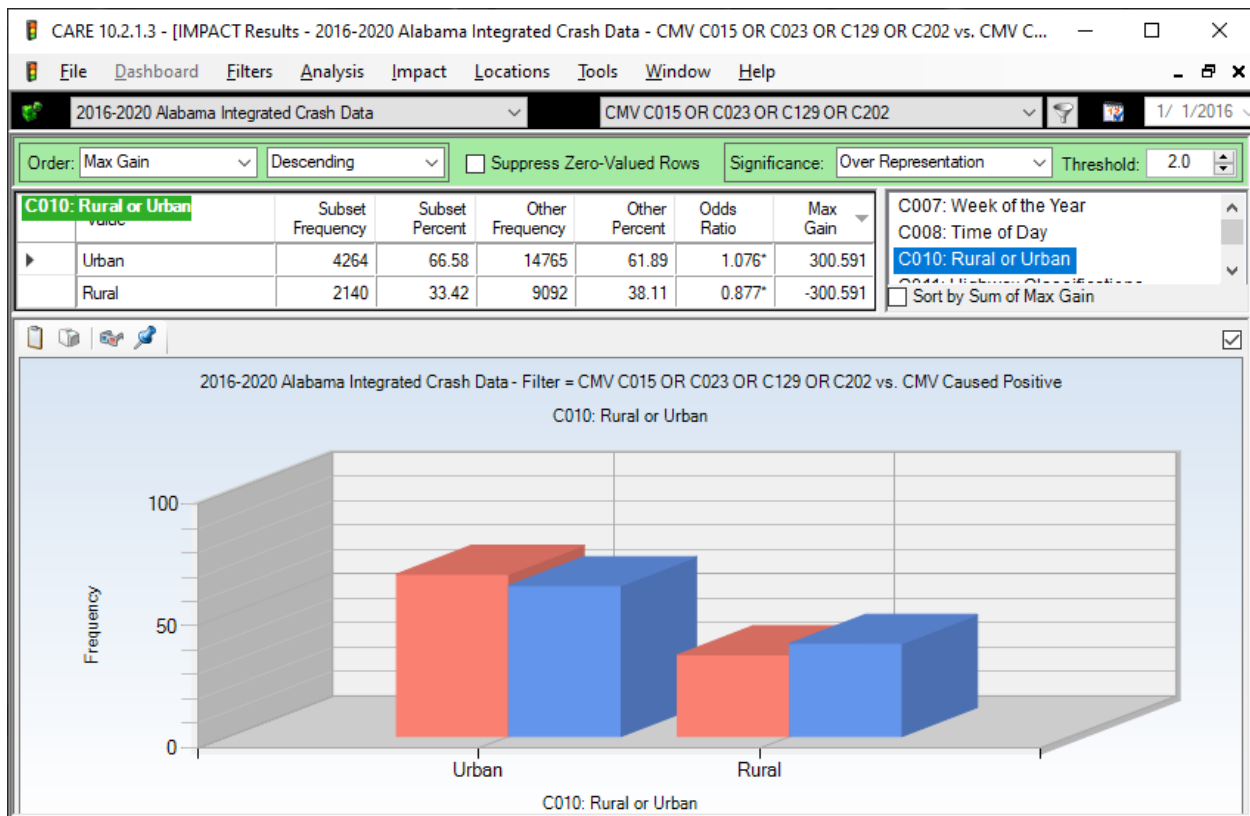 CARE 10.2.1.3 - [IMPACT Results - 2016-2020 Alabama Integrated Crash Data - CMV C015 OR C023 OR C129 OR C202 vs. CMV C...
File Dashboard Filters Analysis Impact Locations Tools Window Help
2016-2020 Alabama Integrated Crash Data CMV C015 OR C023 OR C129 OR C202 1/ 1/2016
Order: Max Gain Descending Suppress Zero-Valued Rows Significance: Over Representation Threshold: 2.0
C010: Rural or Urban Subset Frequency Subset Percent Other Frequency Other Percent Odds Ratio Max Gain
Urban 4264 66.58 14765 61.89 1.076* 300.591
Rural 2140 33.42 9092 38.11 0.877* -300.591
C007: Week of the Year
C008: Time of Day
C010: Rural or Urban
C011: Highway Classifications
Sort by Sum of Max Gain
2016-2020 Alabama Integrated Crash Data - Filter = CMV C015 OR C023 OR C129 OR C202 vs. CMV Caused Positive
C010: Rural or Urban
100
50
0
Frequency
Urban Rural
C010: Rural or Urban